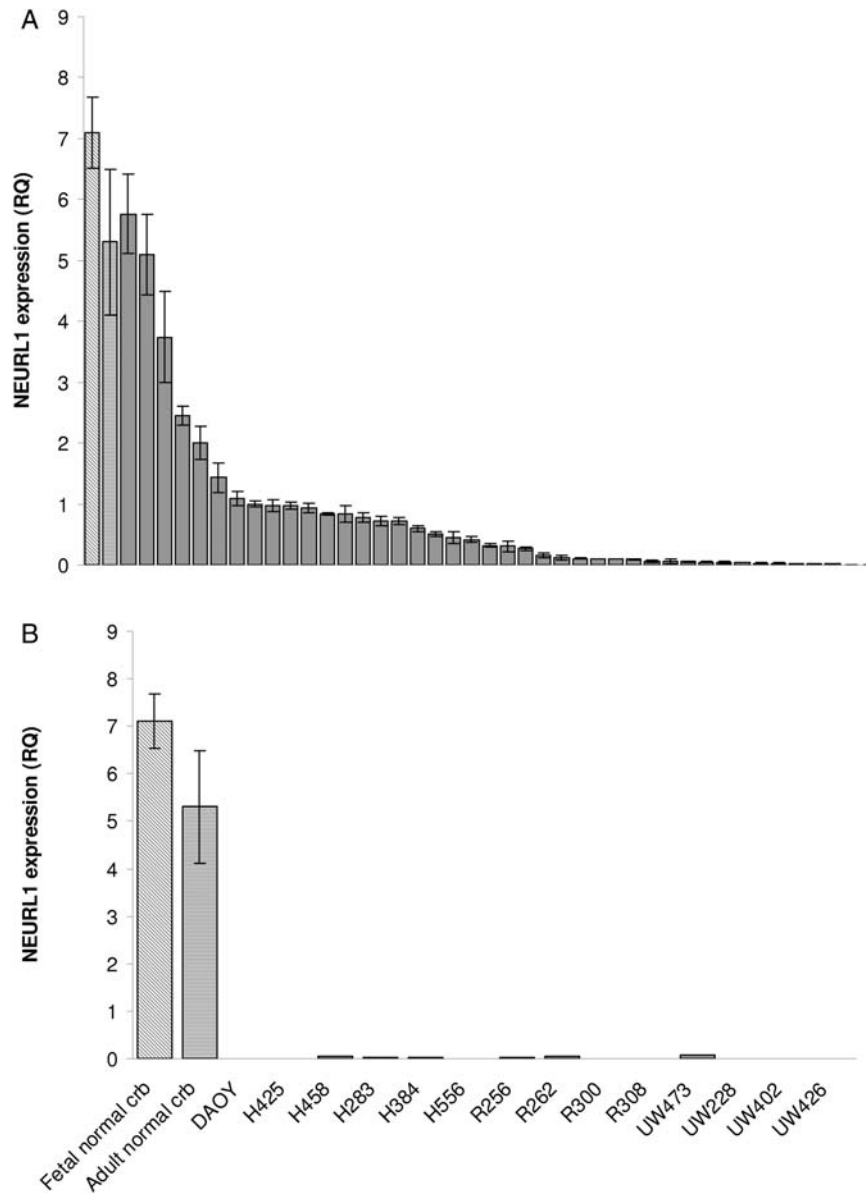 A
NEURL1 expression (RQ)
9
8
7
6
5
4
3
2
1
0
B
NEURL1 expression (RQ)
9
8
7
6
5
4
3
2
1
0
Fetal normal crb
Adult normal crb
DAOY
H425
H458
H283
H384
H556
R256
R262
R300
R308
UW473
UW228
UW402
UW426